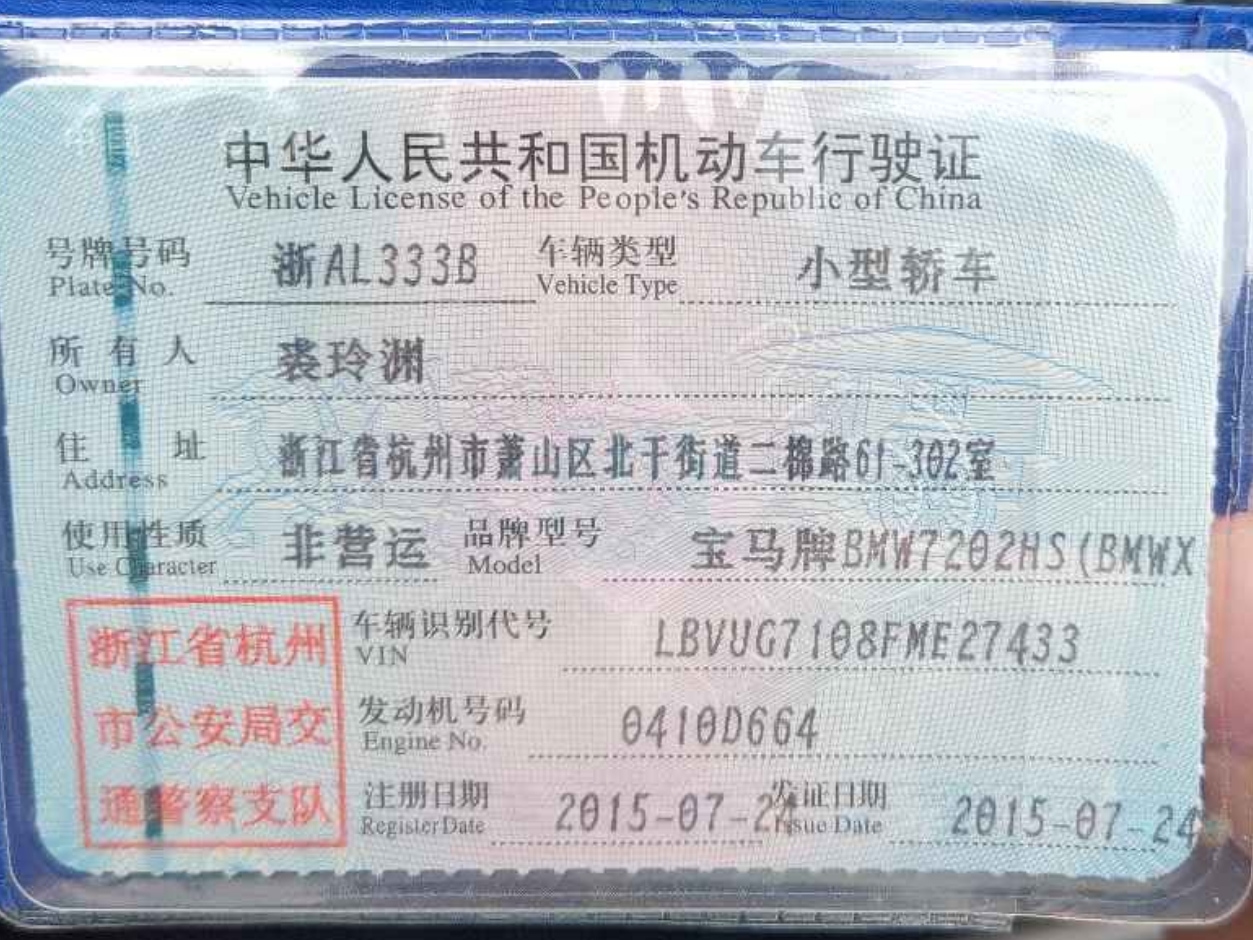 中华人民共和国机动车行驶证
Vehicle License of the People's Republic of China
号牌号码 浙AL333B 车辆类型 小型轿车
Plate No. Vehicle Type
所有人 裘玲渊
Owner
住址 浙江省杭州市萧山区北干街道二棉路61-302室
Address
使用性质 非营运 品牌型号 宝马牌BMW7202HS(BMWX
Use Character Model
浙江省杭州
市公安局交
通警察支队
车辆识别代号 LBVUG7108FME27433
VIN
发动机号码 0410D664
Engine No.
注册日期 2015-07-24 发证日期 2015-07-24
Register Date Issue Date